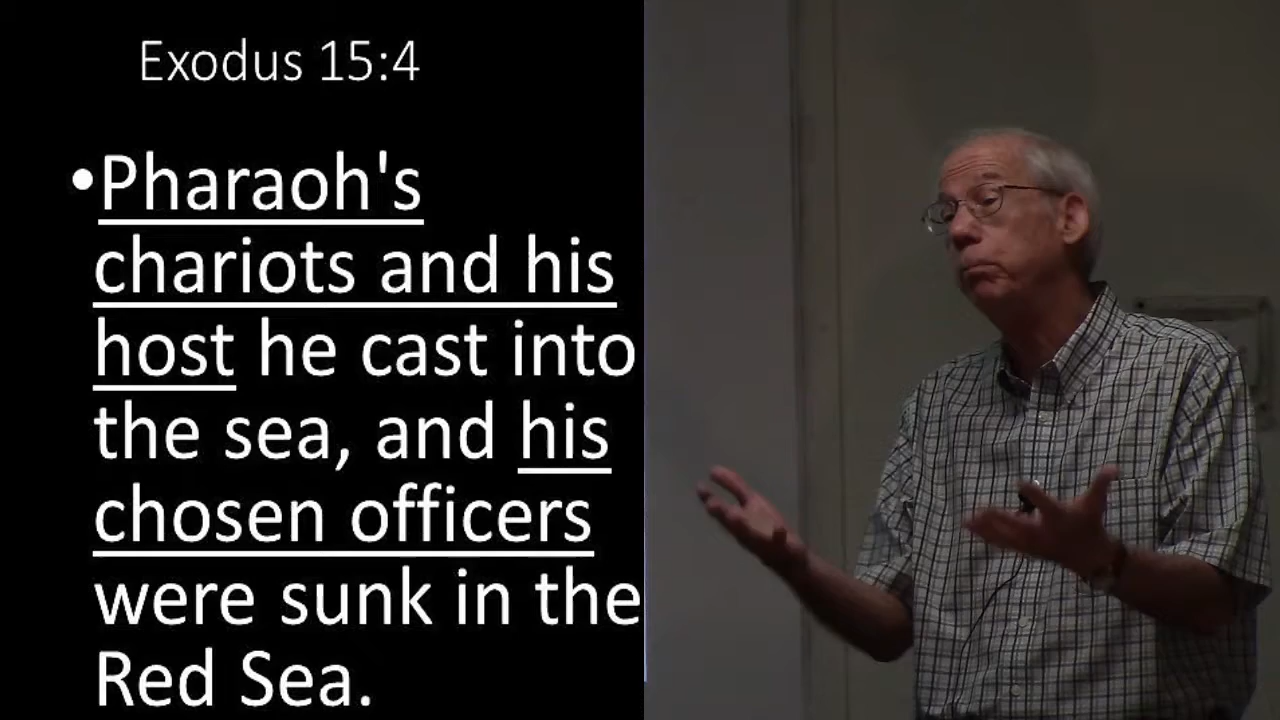 Exodus 15:4
•Pharaoh's
chariots and his
host he cast into
the sea, and his
chosen officers
were sunk in the
Red Sea.